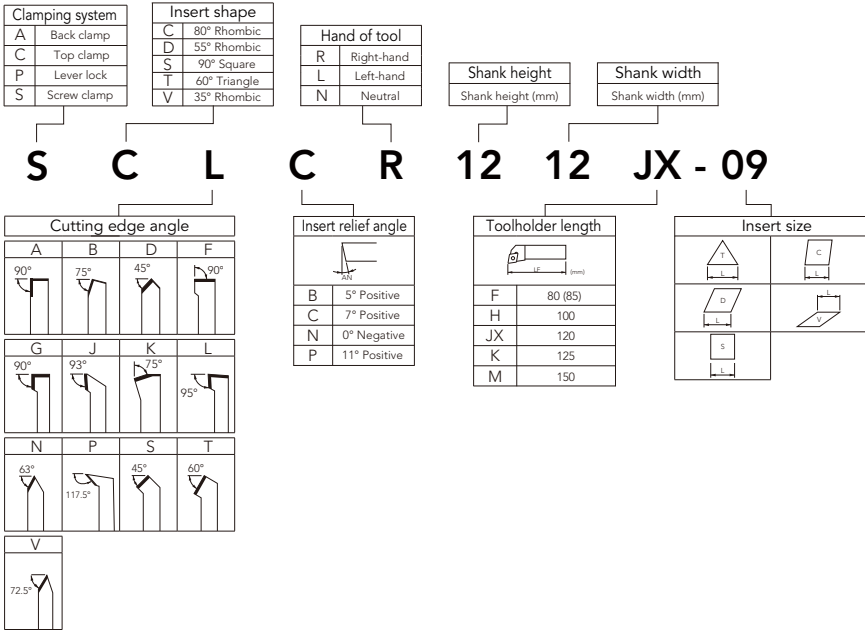 Clamping system
A Back clamp
C Top clamp
P Lever lock
S Screw clamp
Insert shape
C 80° Rhombic
D 55° Rhombic
S 90° Square
T 60° Triangle
V 35° Rhombic
Hand of tool
R Right-hand
L Left-hand
N Neutral
Shank height
Shank height (mm)
Shank width
Shank width (mm)
S C L C R 12 12 JX - 09
Cutting edge angle
A B D F
90° 75° 45° 90°
G J K L
90° 93° 75° 95°
N P S T
63° 117.5° 45° 60°
V
72.5°
Insert relief angle
AN
B 5° Positive
C 7° Positive
N 0° Negative
P 11° Positive
Toolholder length
LF (mm)
F 80 (85)
H 100
JX 120
K 125
M 150
Insert size
T L
C L
D L
L V
S L